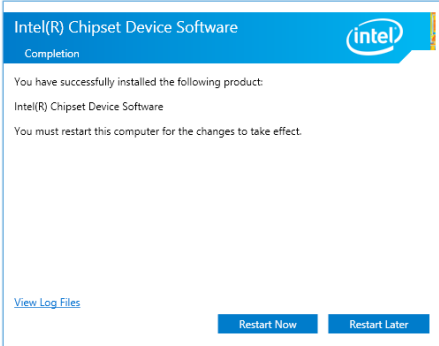 Intel(R) Chipset Device Software
Completion
intel
You have successfully installed the following product:
Intel(R) Chipset Device Software
You must restart this computer for the changes to take effect.
View Log Files
Restart Now
Restart Later